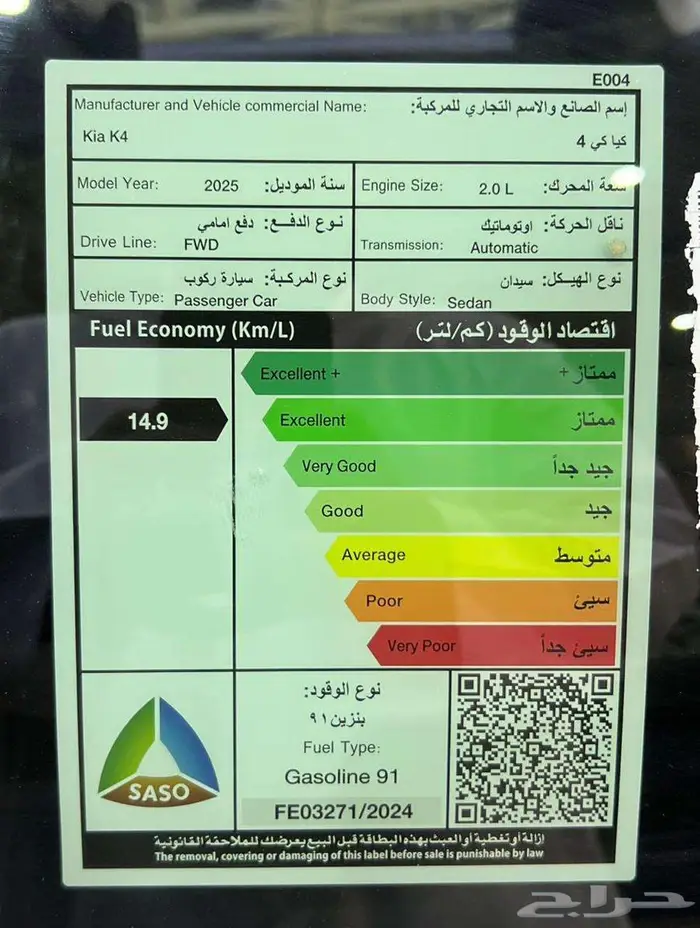 E004
Manufacturer and Vehicle commercial Name: إسم الصانع والاسم التجاري للمركبة:
Kia K4 كيا كي 4
Model Year: 2025 سنة الموديل:
Engine Size: 2.0 L سعة المحرك:
نوع الدفع: دفع امامي
Drive Line: FWD
ناقل الحركة: اوتوماتيك
Transmission: Automatic
نوع المركبة: سيارة ركوب
Vehicle Type: Passenger Car
نوع الهيكل: سيدان
Body Style: Sedan
Fuel Economy (Km/L) اقتصاد الوقود (كم/لتر)
Excellent + ممتاز +
14.9
Excellent ممتاز
Very Good جيد جداً
Good جيد
Average متوسط
Poor سيئ
Very Poor سيئ جداً
SASO
نوع الوقود:
بنزين ٩١
Fuel Type:
Gasoline 91
FE03271/2024
إزالة أو تغطية أو العبث بهذه البطاقة قبل البيع يعرضك للملاحقة القانونية
The removal, covering or damaging of this label before sale is punishable by law
حراج